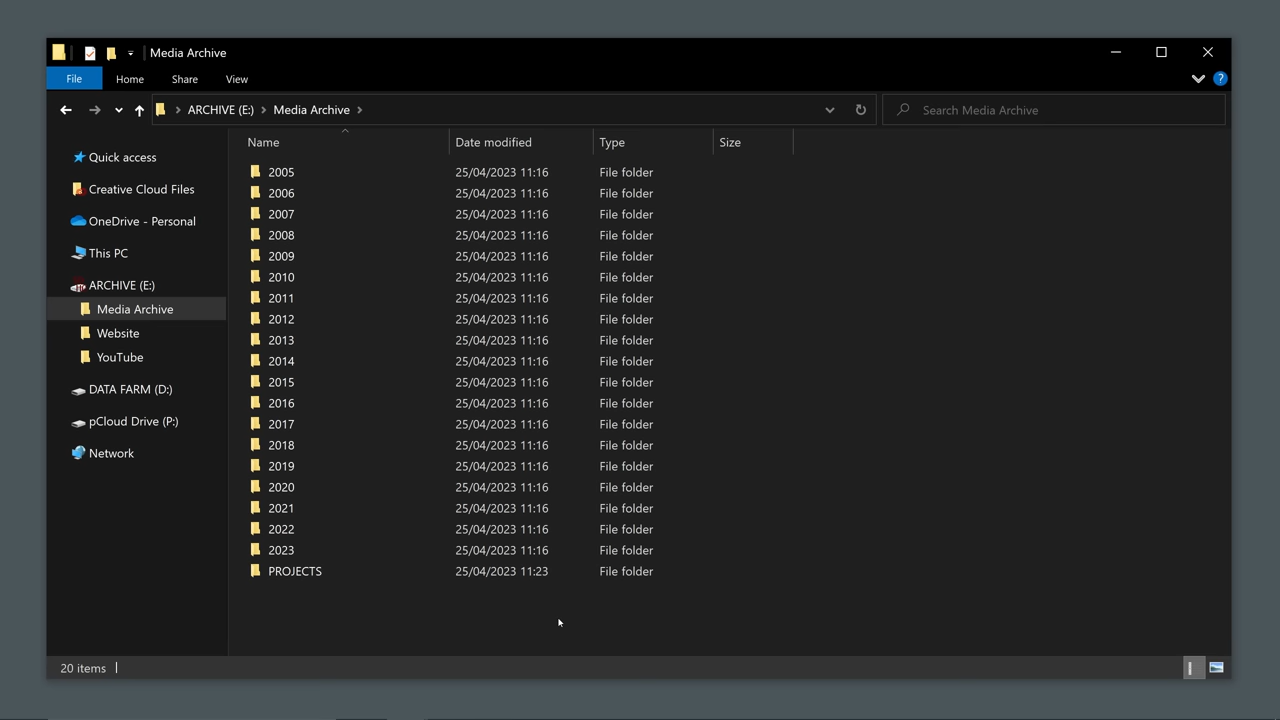 Media Archive
File Home Share View
ARCHIVE (E:) Media Archive
Search Media Archive
Quick access
Creative Cloud Files
OneDrive - Personal
This PC
ARCHIVE (E:)
Media Archive
Website
YouTube
DATA FARM (D:)
pCloud Drive (P:)
Network
Name Date modified Type Size
2005 25/04/2023 11:16 File folder
2006 25/04/2023 11:16 File folder
2007 25/04/2023 11:16 File folder
2008 25/04/2023 11:16 File folder
2009 25/04/2023 11:16 File folder
2010 25/04/2023 11:16 File folder
2011 25/04/2023 11:16 File folder
2012 25/04/2023 11:16 File folder
2013 25/04/2023 11:16 File folder
2014 25/04/2023 11:16 File folder
2015 25/04/2023 11:16 File folder
2016 25/04/2023 11:16 File folder
2017 25/04/2023 11:16 File folder
2018 25/04/2023 11:16 File folder
2019 25/04/2023 11:16 File folder
2020 25/04/2023 11:16 File folder
2021 25/04/2023 11:16 File folder
2022 25/04/2023 11:16 File folder
2023 25/04/2023 11:16 File folder
PROJECTS 25/04/2023 11:23 File folder
20 items